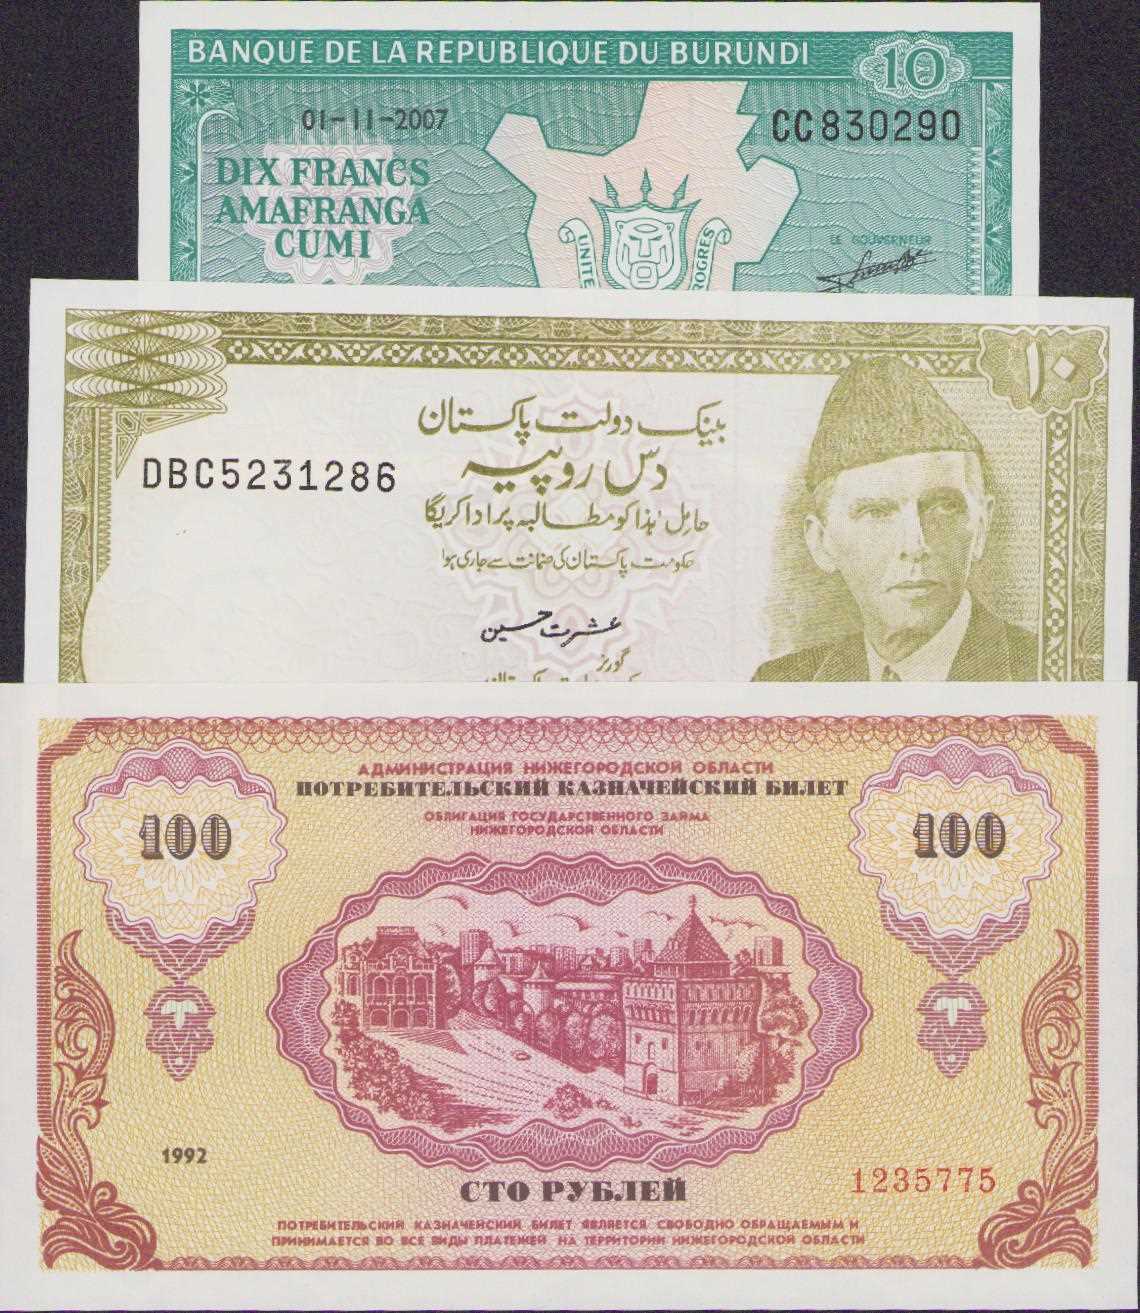 BANQUE DE LA REPUBLIQUE DU BURUNDI
10
01-11-2007
CC830290
DIX FRANCS
AMAFRANGA
CUMI
UNITE
PROGRES
LE GOUVERNEUR
۱۰
بینک دولت پاکستان
دس روپیہ
DBC5231286
حامل ہذا کو مطالبہ پر ادا کریگا
حکومت پاکستان کی ضمانت سے جاری ہوا
عشرت حسین
گورنر
АДМИНИСТРАЦИЯ НИЖЕГОРОДСКОЙ ОБЛАСТИ
ПОТРЕБИТЕЛЬСКИЙ КАЗНАЧЕЙСКИЙ БИЛЕТ
ОБЛИГАЦИЯ ГОСУДАРСТВЕННОГО ЗАЙМА
НИЖЕГОРОДСКОЙ ОБЛАСТИ
100
100
1992
1235775
СТО РУБЛЕЙ
ПОТРЕБИТЕЛЬСКИЙ КАЗНАЧЕЙСКИЙ БИЛЕТ ЯВЛЯЕТСЯ СВОБОДНО ОБРАЩАЕМЫМ И
ПРИНИМАЕТСЯ ВО ВСЕ ВИДЫ ПЛАТЕЖЕЙ НА ТЕРРИТОРИИ НИЖЕГОРОДСКОЙ ОБЛАСТИ